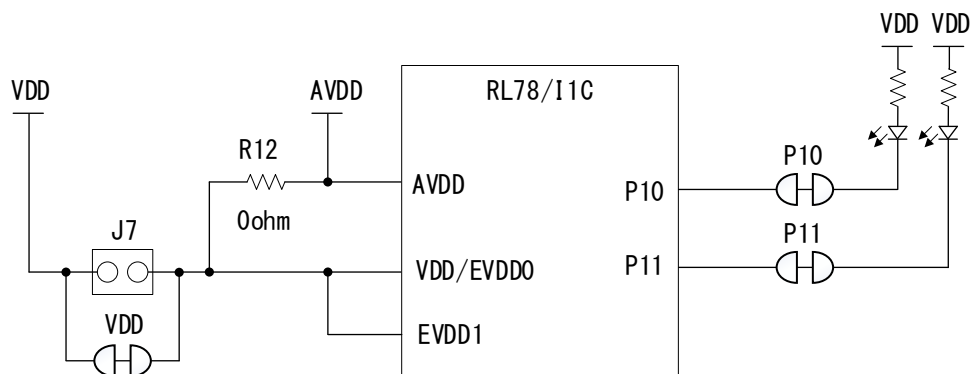 VDD VDD
VDD
AVDD
RL78/I1C
R12
P10
AVDD
P10
0ohm
J7
P11
VDD/EVDD0
P11
VDD
EVDD1